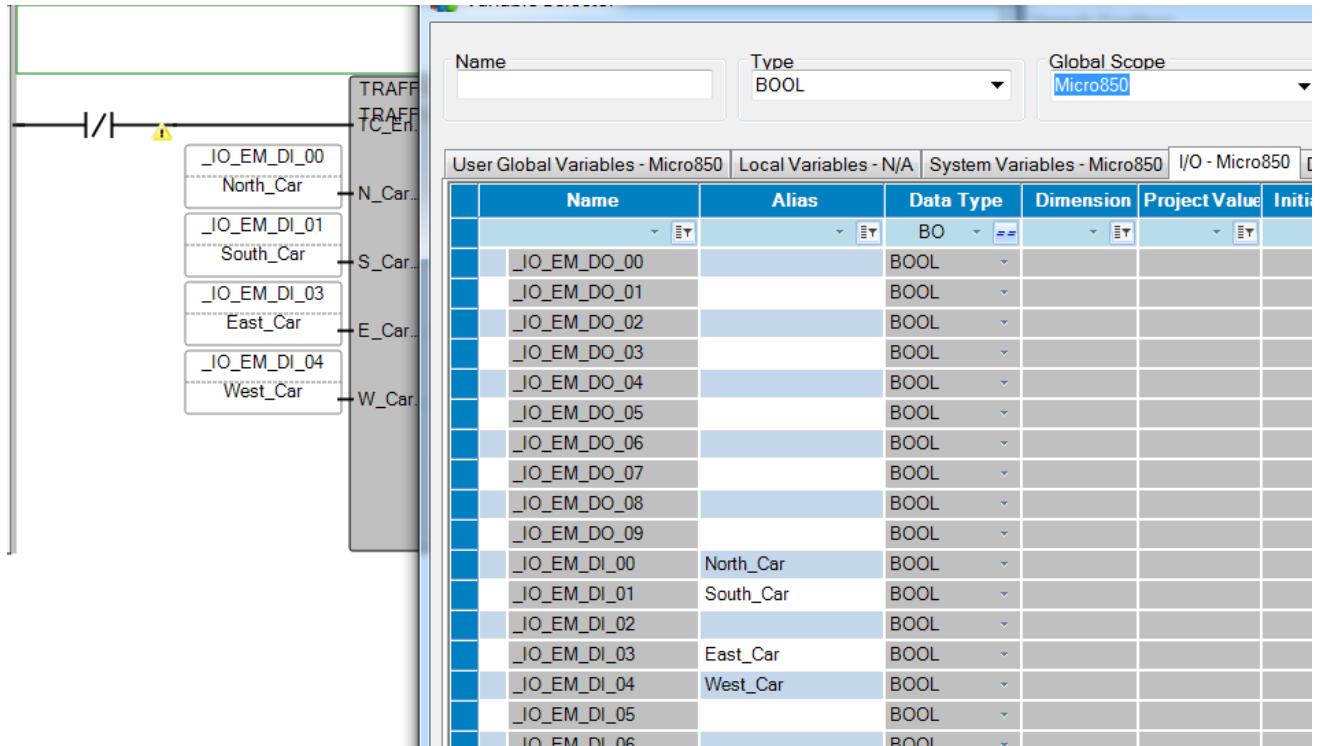 TRAFF
TRAFF
TC_En..
_IO_EM_DI_00
North_Car
N_Car..
_IO_EM_DI_01
South_Car
S_Car..
_IO_EM_DI_03
East_Car
E_Car..
_IO_EM_DI_04
West_Car
W_Car.
Name
Type
BOOL
Global Scope
Micro850
User Global Variables - Micro850 Local Variables - N/A System Variables - Micro850 I/O - Micro850
Name Alias Data Type Dimension Project Value Initi
BO ==
_IO_EM_DO_00 BOOL
_IO_EM_DO_01 BOOL
_IO_EM_DO_02 BOOL
_IO_EM_DO_03 BOOL
_IO_EM_DO_04 BOOL
_IO_EM_DO_05 BOOL
_IO_EM_DO_06 BOOL
_IO_EM_DO_07 BOOL
_IO_EM_DO_08 BOOL
_IO_EM_DO_09 BOOL
_IO_EM_DI_00 North_Car BOOL
_IO_EM_DI_01 South_Car BOOL
_IO_EM_DI_02 BOOL
_IO_EM_DI_03 East_Car BOOL
_IO_EM_DI_04 West_Car BOOL
_IO_EM_DI_05 BOOL
_IO_EM_DI_06 BOOL